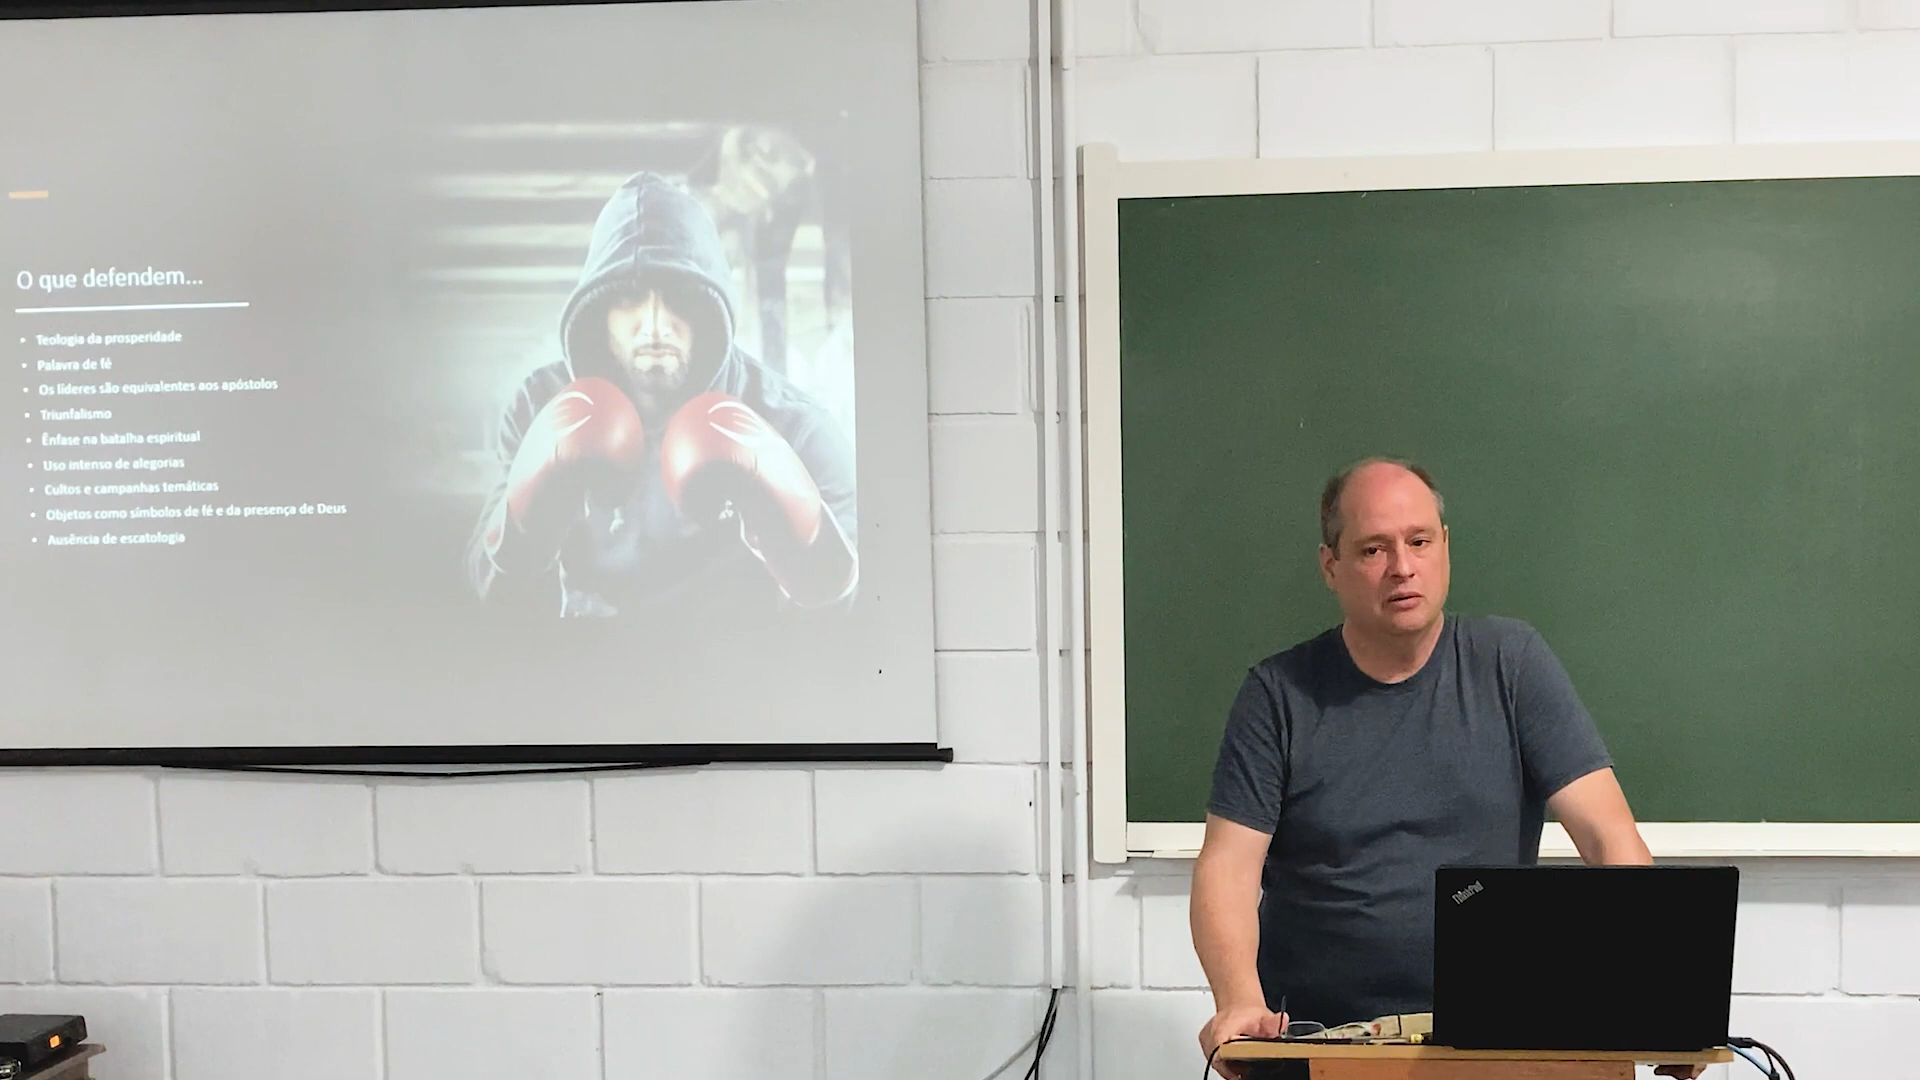 O que defendem...
• Teologia da prosperidade
• Palavra de fé
• Os líderes são equivalentes aos apóstolos
• Triunfalismo
• Ênfase na batalha espiritual
• Uso intenso de alegorias
• Cultos e campanhas temáticas
• Objetos como símbolos de fé e da presença de Deus
• Ausência de escatologia
ThinkPad